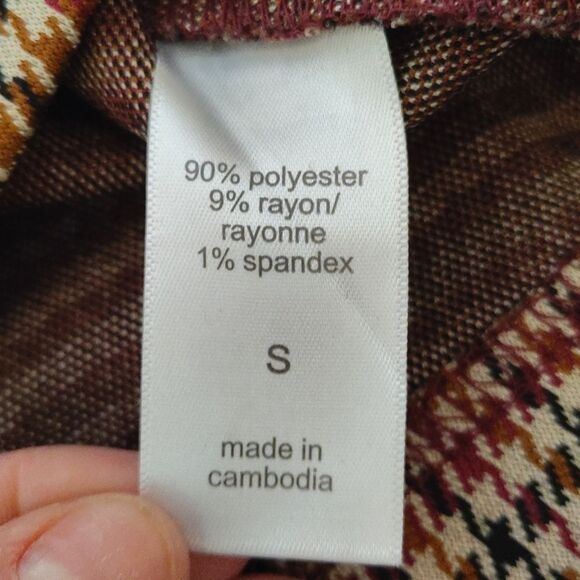 90% polyester
9% rayon/
rayonne
1% spandex
S
made in
cambodia